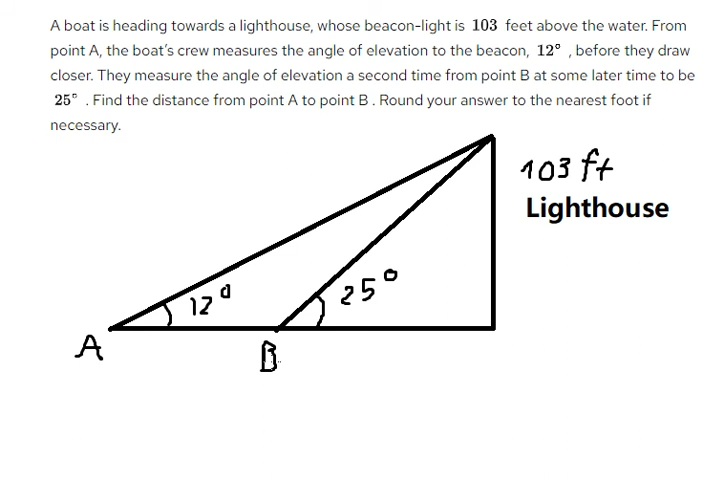 A boat is heading towards a lighthouse, whose beacon-light is 103 feet above the water. From
point A, the boat's crew measures the angle of elevation to the beacon, 12° , before they draw
closer. They measure the angle of elevation a second time from point B at some later time to be
25° . Find the distance from point A to point B . Round your answer to the nearest foot if
necessary.
103 ft
Lighthouse
12°
25°
A
B